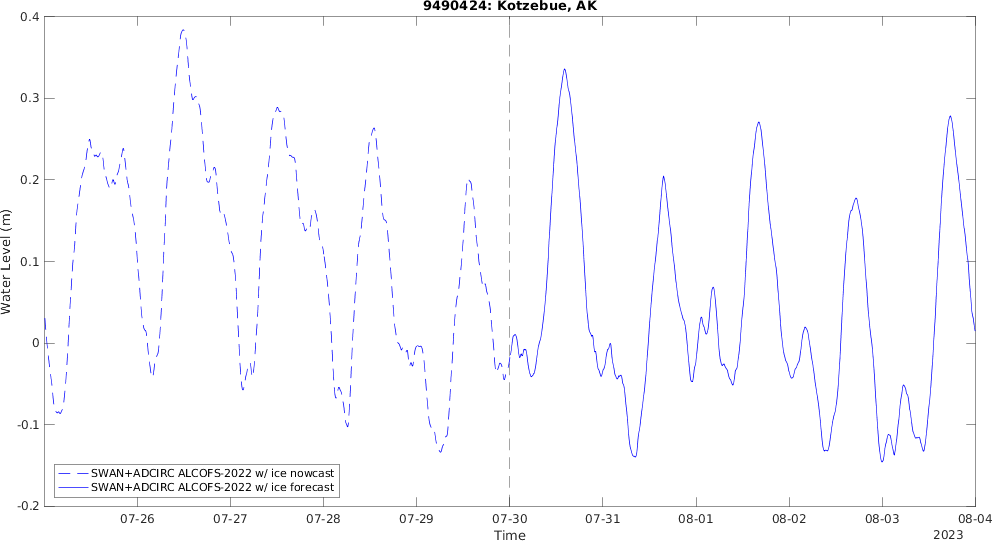 9490424: Kotzebue, AK
0.4
0.3
0.2
0.1
0
-0.1
-0.2
Water Level (m)
SWAN+ADCIRC ALCOFS-2022 w/ ice nowcast
SWAN+ADCIRC ALCOFS-2022 w/ ice forecast
07-26 07-27 07-28 07-29 07-30 07-31 08-01 08-02 08-03 08-04
Time
2023